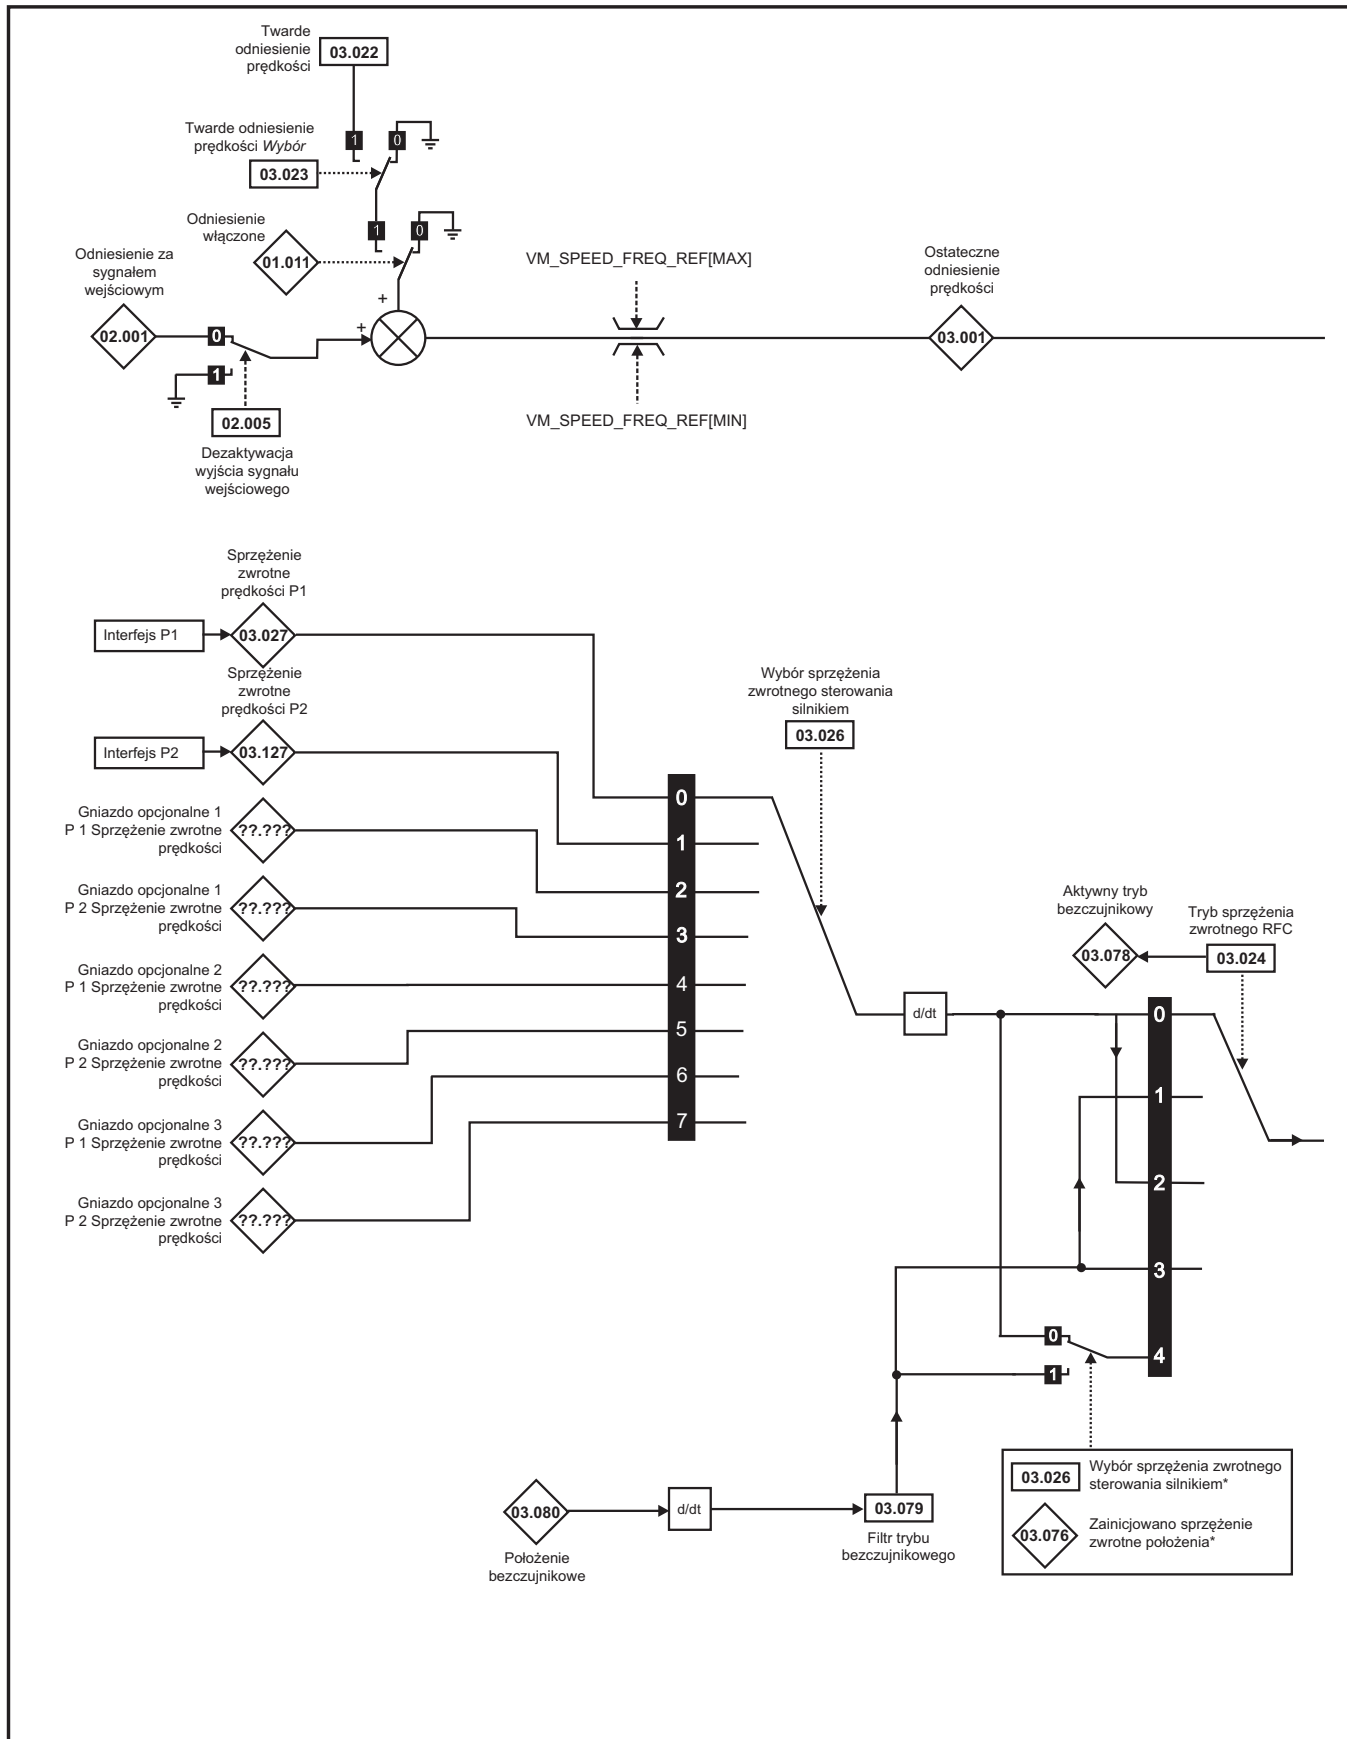 Twarde
odniesienie
prędkości
03.022
1
0
Twarde odniesienie
prędkości Wybór
03.023
Odniesienie
włączone
1
0
01.011
Odniesienie za
sygnałem
wejściowym
02.001
0
1
+
+
02.005
Dezaktywacja
wyjścia sygnału
wejściowego
VM_SPEED_FREQ_REF[MAX]
VM_SPEED_FREQ_REF[MIN]
Ostateczne
odniesienie
prędkości
03.001
Sprzężenie
zwrotne
prędkości P1
Interfejs P1
03.027
Sprzężenie
zwrotne
prędkości P2
Interfejs P2
03.127
Gniazdo opcjonalne 1
P 1 Sprzężenie zwrotne
prędkości
??.???
Gniazdo opcjonalne 1
P 2 Sprzężenie zwrotne
prędkości
??.???
Gniazdo opcjonalne 2
P 1 Sprzężenie zwrotne
prędkości
??.???
Gniazdo opcjonalne 2
P 2 Sprzężenie zwrotne
prędkości
??.???
Gniazdo opcjonalne 3
P 1 Sprzężenie zwrotne
prędkości
??.???
Gniazdo opcjonalne 3
P 2 Sprzężenie zwrotne
prędkości
??.???
0
1
2
3
4
5
6
7
Wybór sprzężenia
zwrotnego sterowania
silnikiem
03.026
d/dt
Aktywny tryb
bezczujnikowy
03.078
Tryb sprzężenia
zwrotnego RFC
03.024
0
1
2
3
4
0
1
03.080
Położenie
bezczujnikowe
d/dt
03.079
Filtr trybu
bezczujnikowego
03.026
Wybór sprzężenia zwrotnego
sterowania silnikiem*
03.076
Zainicjowano sprzężenie
zwrotne położenia*